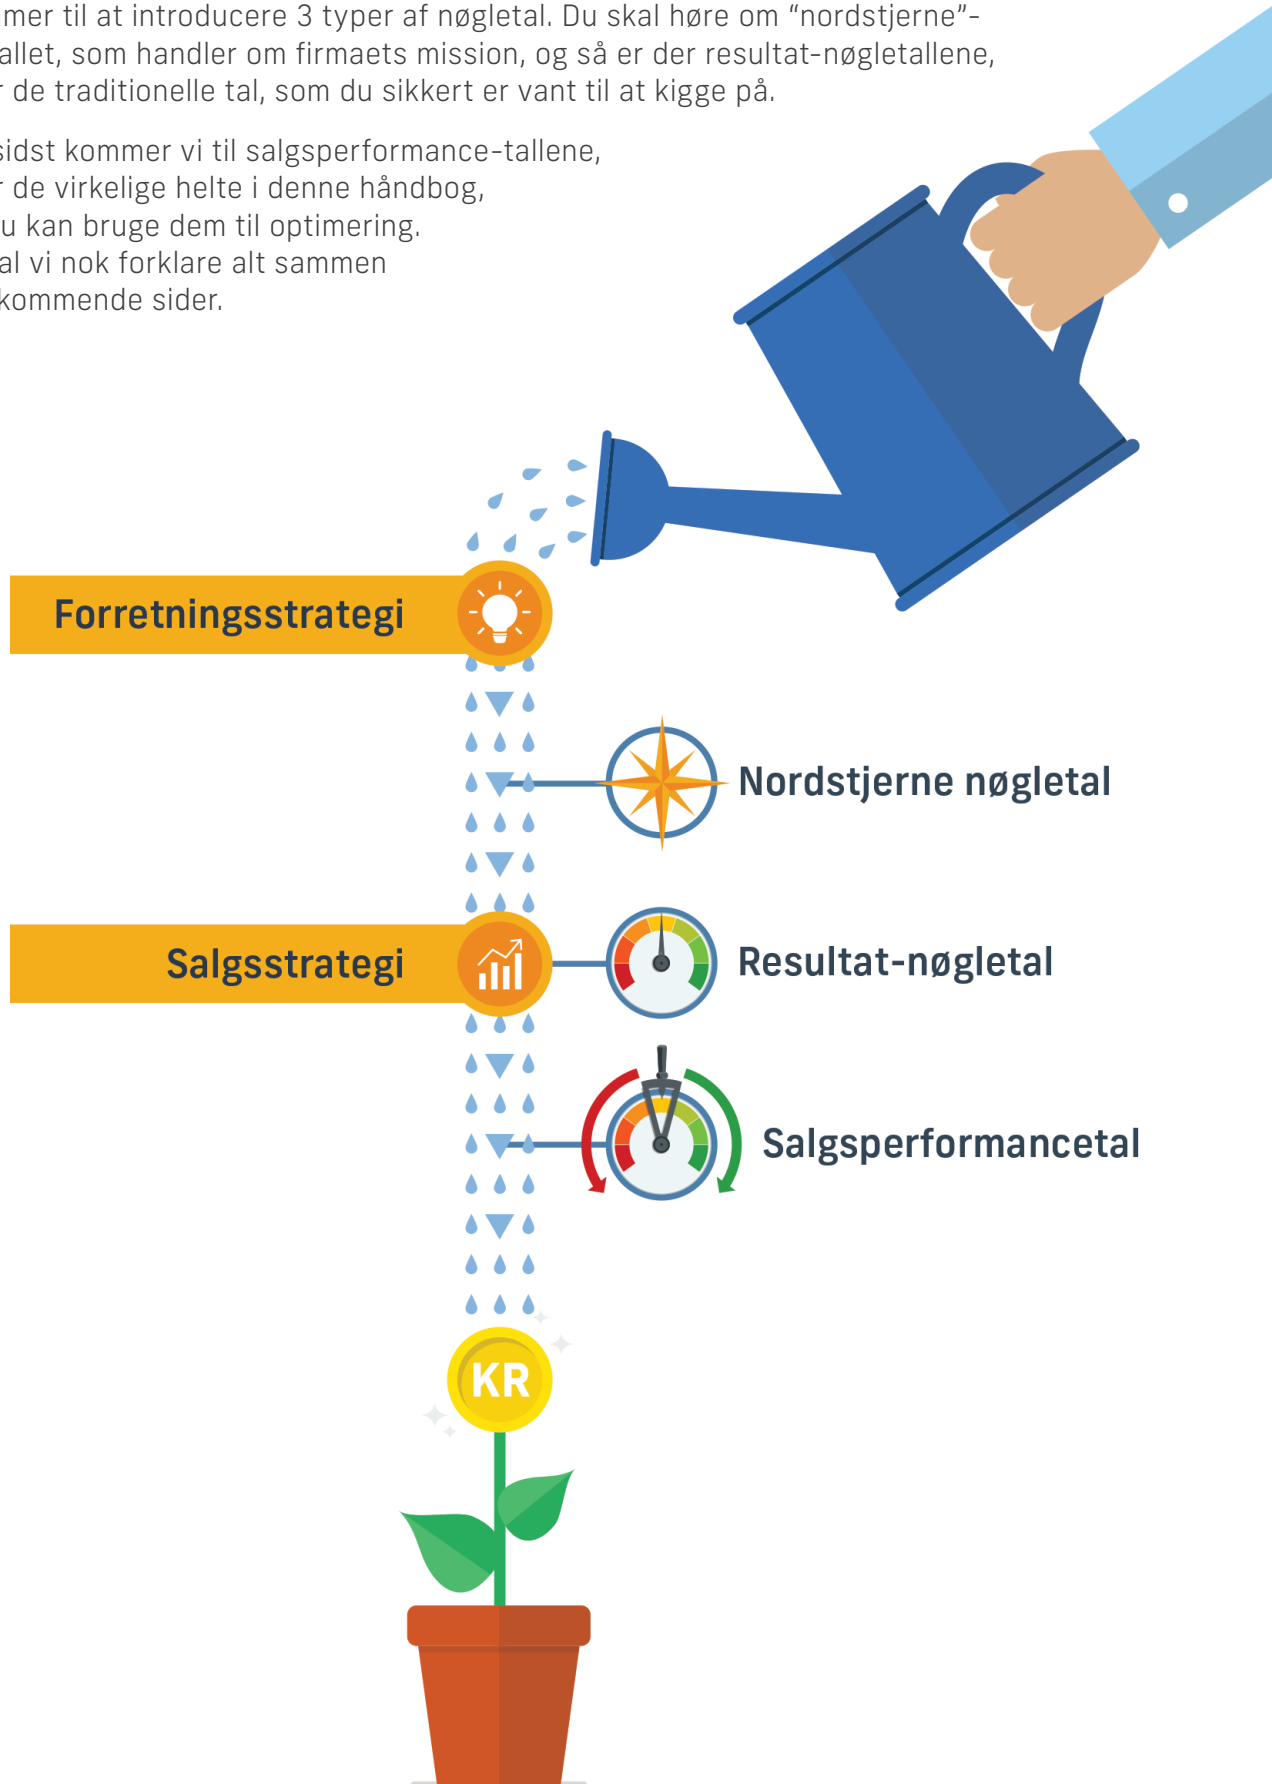 mer til at introducere 3 typer af nøgletal. Du skal høre om “nordstjerne”-
allet, som handler om firmaets mission, og så er der resultat-nøgletallene,
r de traditionelle tal, som du sikkert er vant til at kigge på.
sidst kommer vi til salgsperformance-tallene,
r de virkelige helte i denne håndbog,
u kan bruge dem til optimering.
al vi nok forklare alt sammen
kommende sider.
Forretningsstrategi
Nordstjerne nøgletal
Salgsstrategi
Resultat-nøgletal
Salgsperformancetal
KR